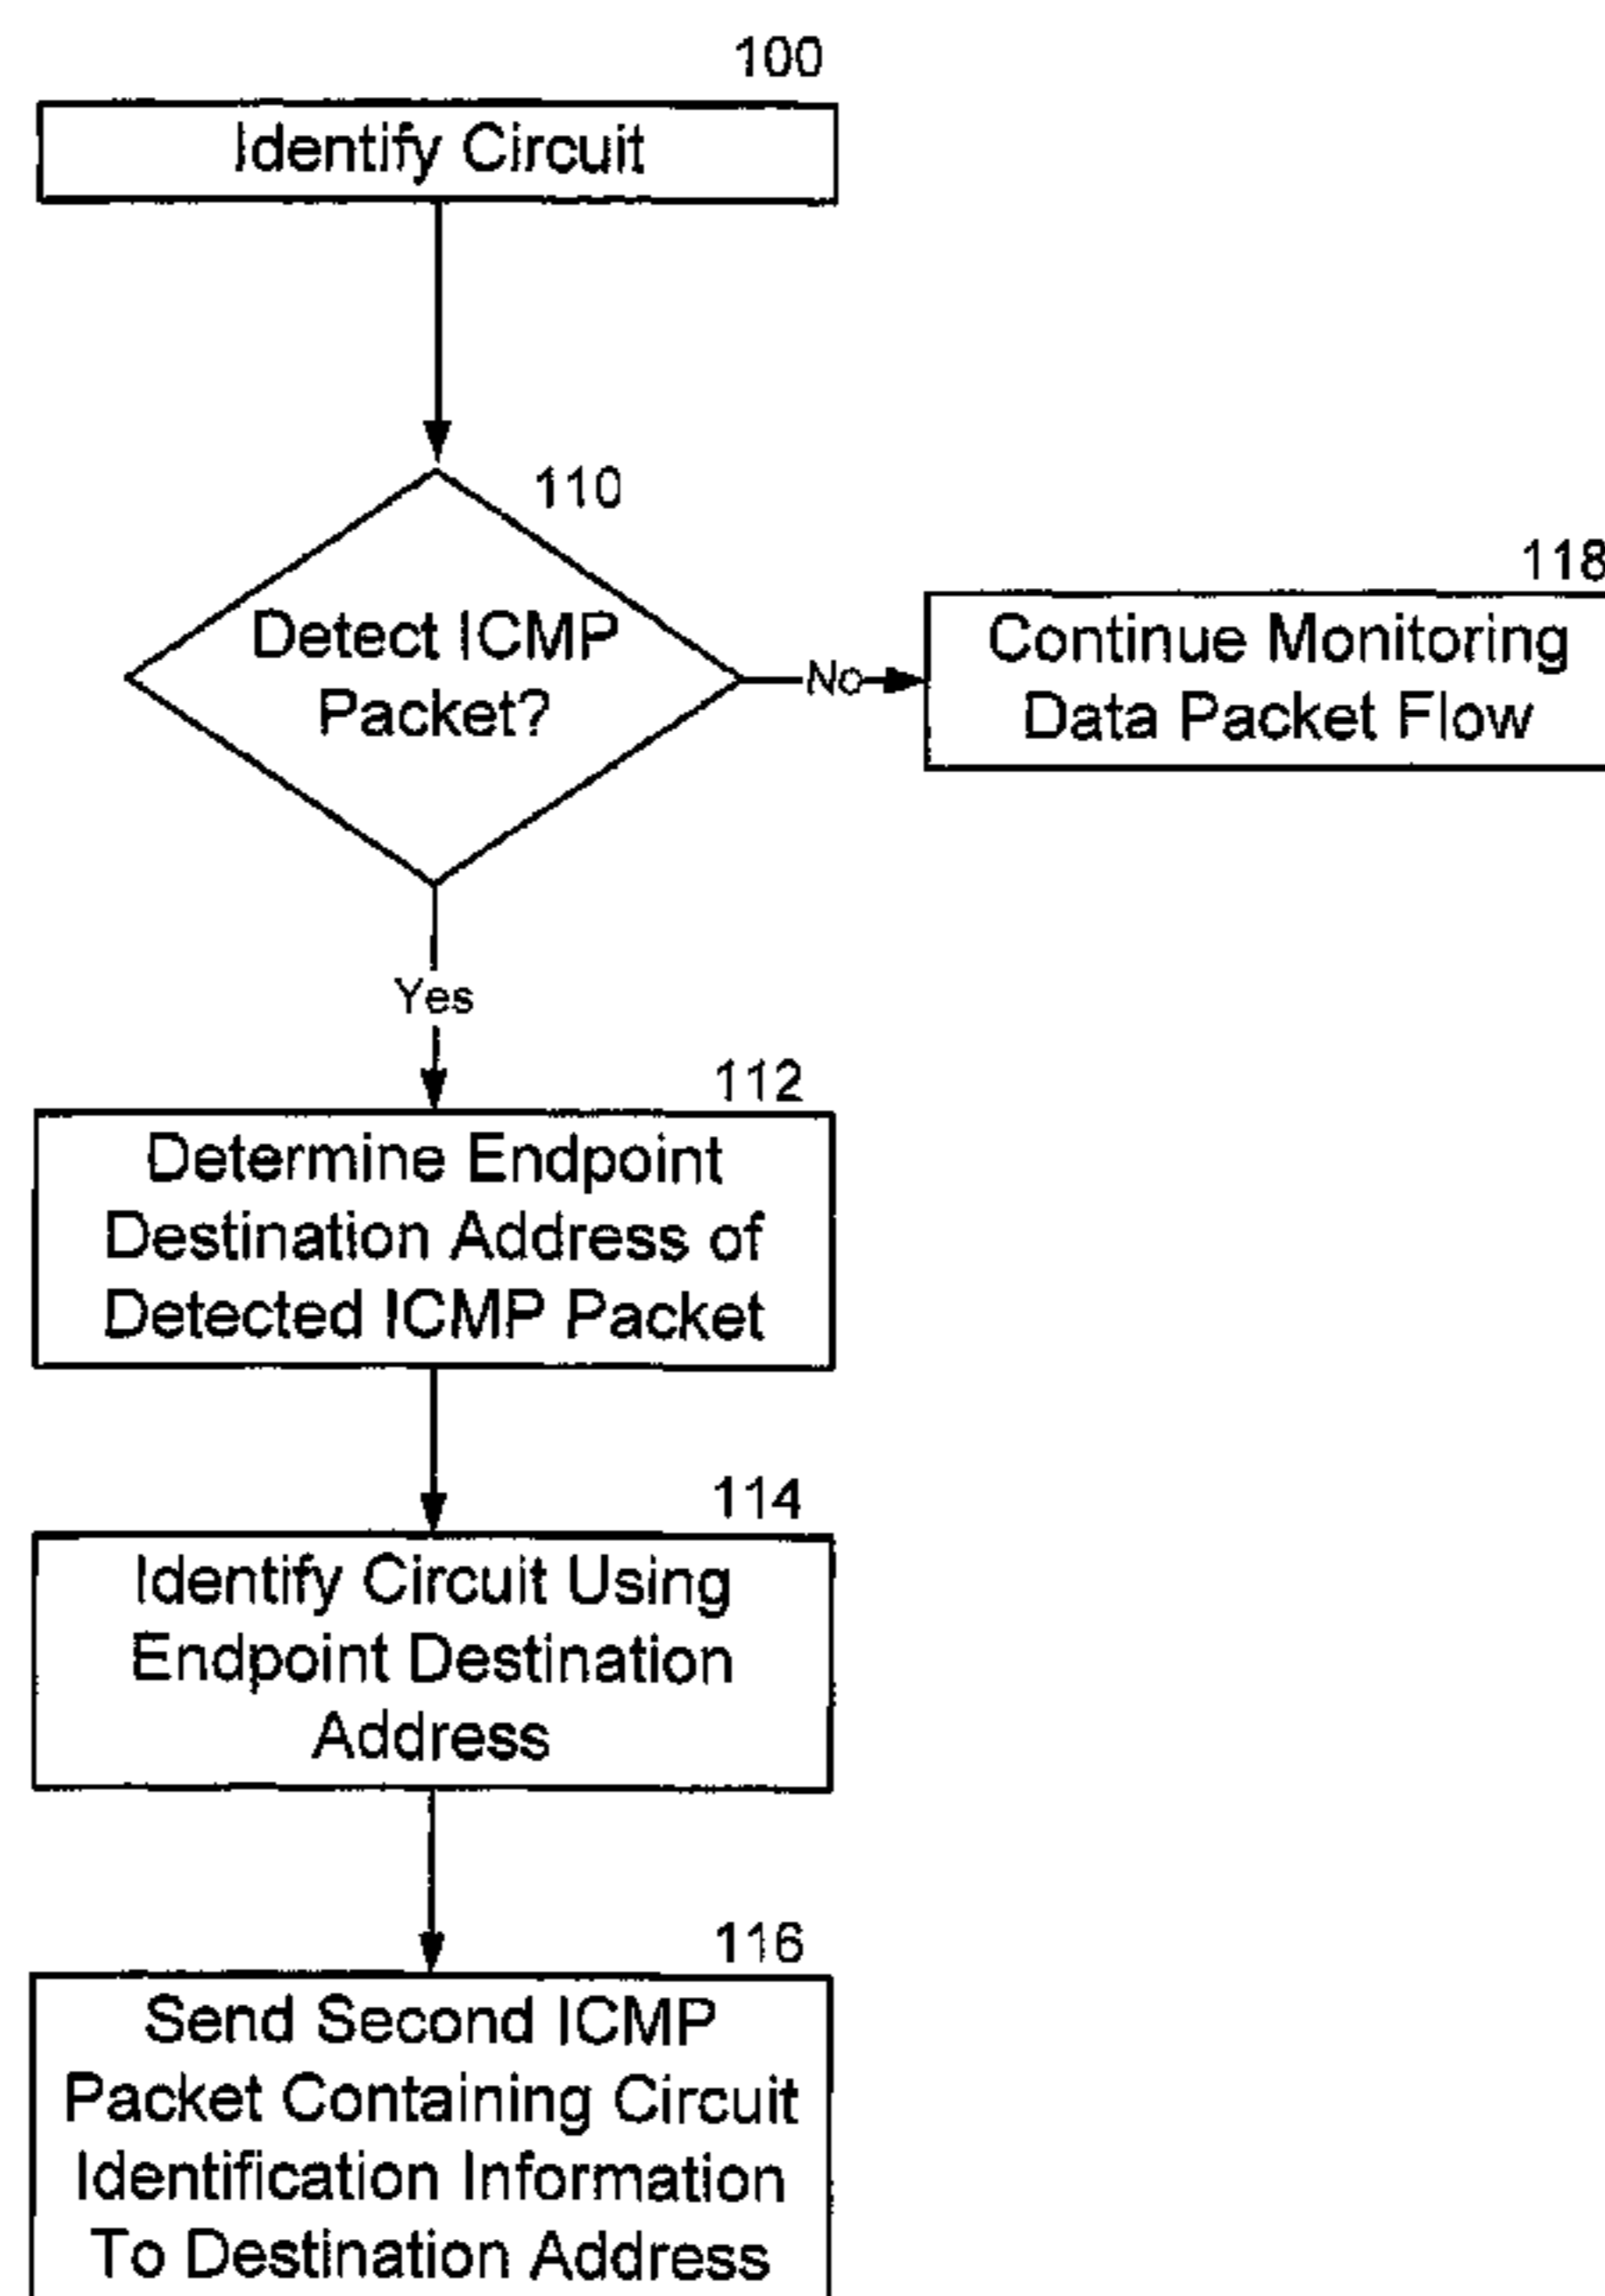 100
Identify Circuit
110
Detect ICMP
Packet?
No
118
Continue Monitoring
Data Packet Flow
Yes
112
Determine Endpoint
Destination Address of
Detected ICMP Packet
114
Identify Circuit Using
Endpoint Destination
Address
116
Send Second ICMP
Packet Containing Circuit
Identification Information
To Destination Address